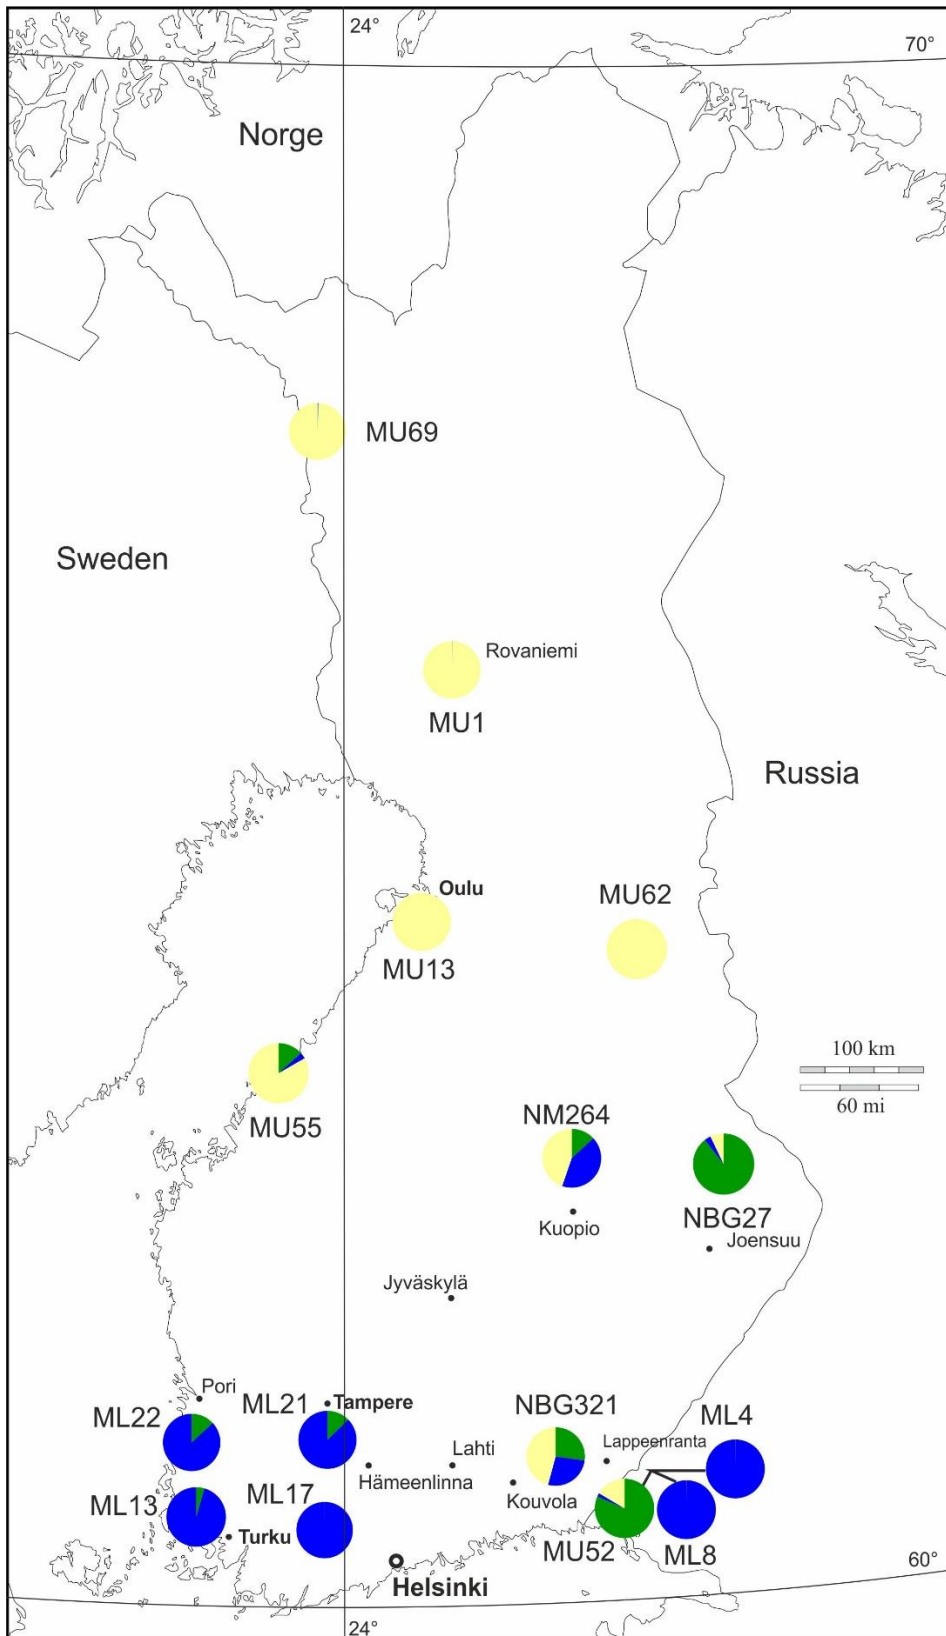 24°
70°
Norge
MU69
Sweden
Rovaniemi
MU1
Russia
Oulu
MU62
MU13
100 km
60 mi
MU55
NM264
Kuopio
NBG27
Joensuu
Jyväskylä
Pori
ML22
ML21
Tampere
NBG321
Lappeenranta
ML4
Lahti
Hämeenlinna
Kouvola
ML13
ML17
Turku
MU52
ML8
Helsinki
60°
24°